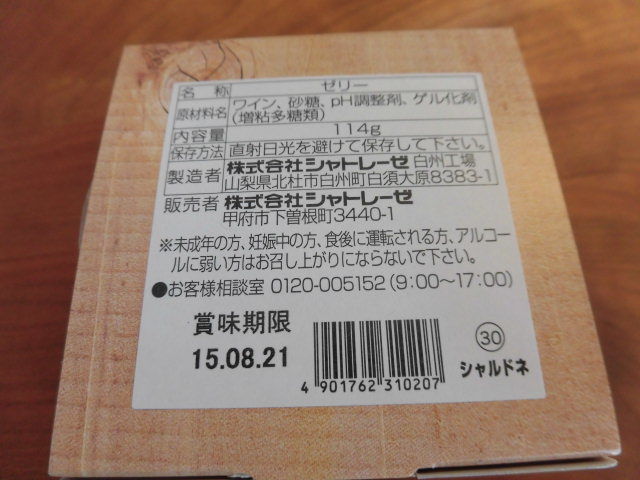 名称 ゼリー
原材料名 ワイン、砂糖、pH調整剤、ゲル化剤
(増粘多糖類)
内容量 114g
保存方法 直射日光を避けて保存して下さい。
製造者 株式会社シャトレーゼ 白州工場
山梨県北杜市白州町白須大原8383-1
販売者 株式会社シャトレーゼ
甲府市下曽根町3440-1
※未成年の方、妊娠中の方、食後に運転される方、アルコー
ルに弱い方はお召し上がりにならないで下さい。
●お客様相談室 0120-005152(9:00〜17:00)
賞味期限
15.08.21
4 901762 310207
30
シャルドネ